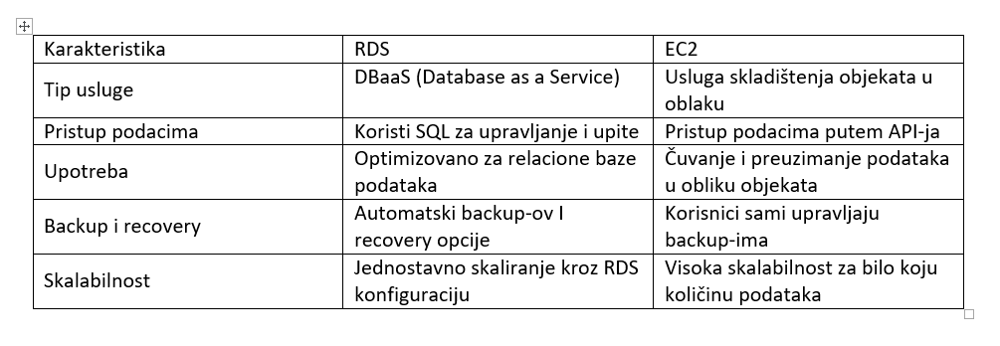 Karakteristika
RDS
EC2
Tip usluge
DBaaS (Database as a Service)
Usluga skladištenja objekata u
oblaku
Pristup podacima
Koristi SQL za upravljanje i upite
Pristup podacima putem API-ja
Upotreba
Optimizovano za relacione baze
podataka
Čuvanje i preuzimanje podataka
u obliku objekata
Backup i recovery
Automatski backup-ov I
recovery opcije
Korisnici sami upravljaju
backup-ima
Skalabilnost
Jednostavno skaliranje kroz RDS
konfiguraciju
Visoka skalabilnost za bilo koju
količinu podataka